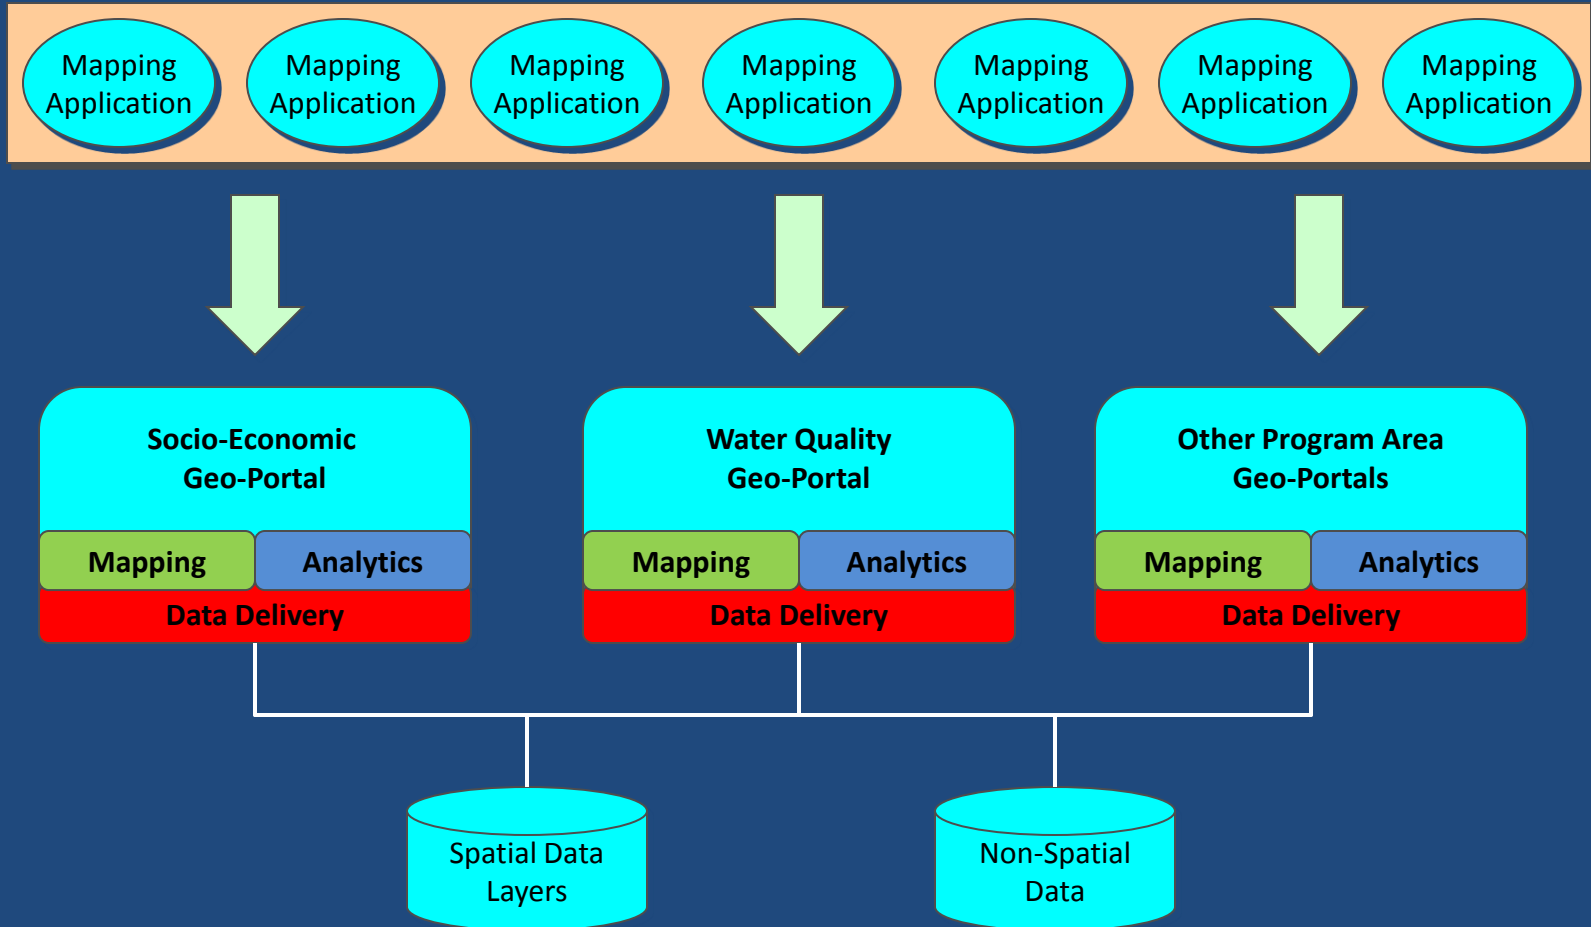 Mapping
Application
Mapping
Application
Mapping
Application
Mapping
Application
Mapping
Application
Mapping
Application
Mapping
Application
Socio-Economic
Geo-Portal
Mapping
Analytics
Data Delivery
Water Quality
Geo-Portal
Mapping
Analytics
Data Delivery
Other Program Area
Geo-Portals
Mapping
Analytics
Data Delivery
Spatial Data
Layers
Non-Spatial
Data